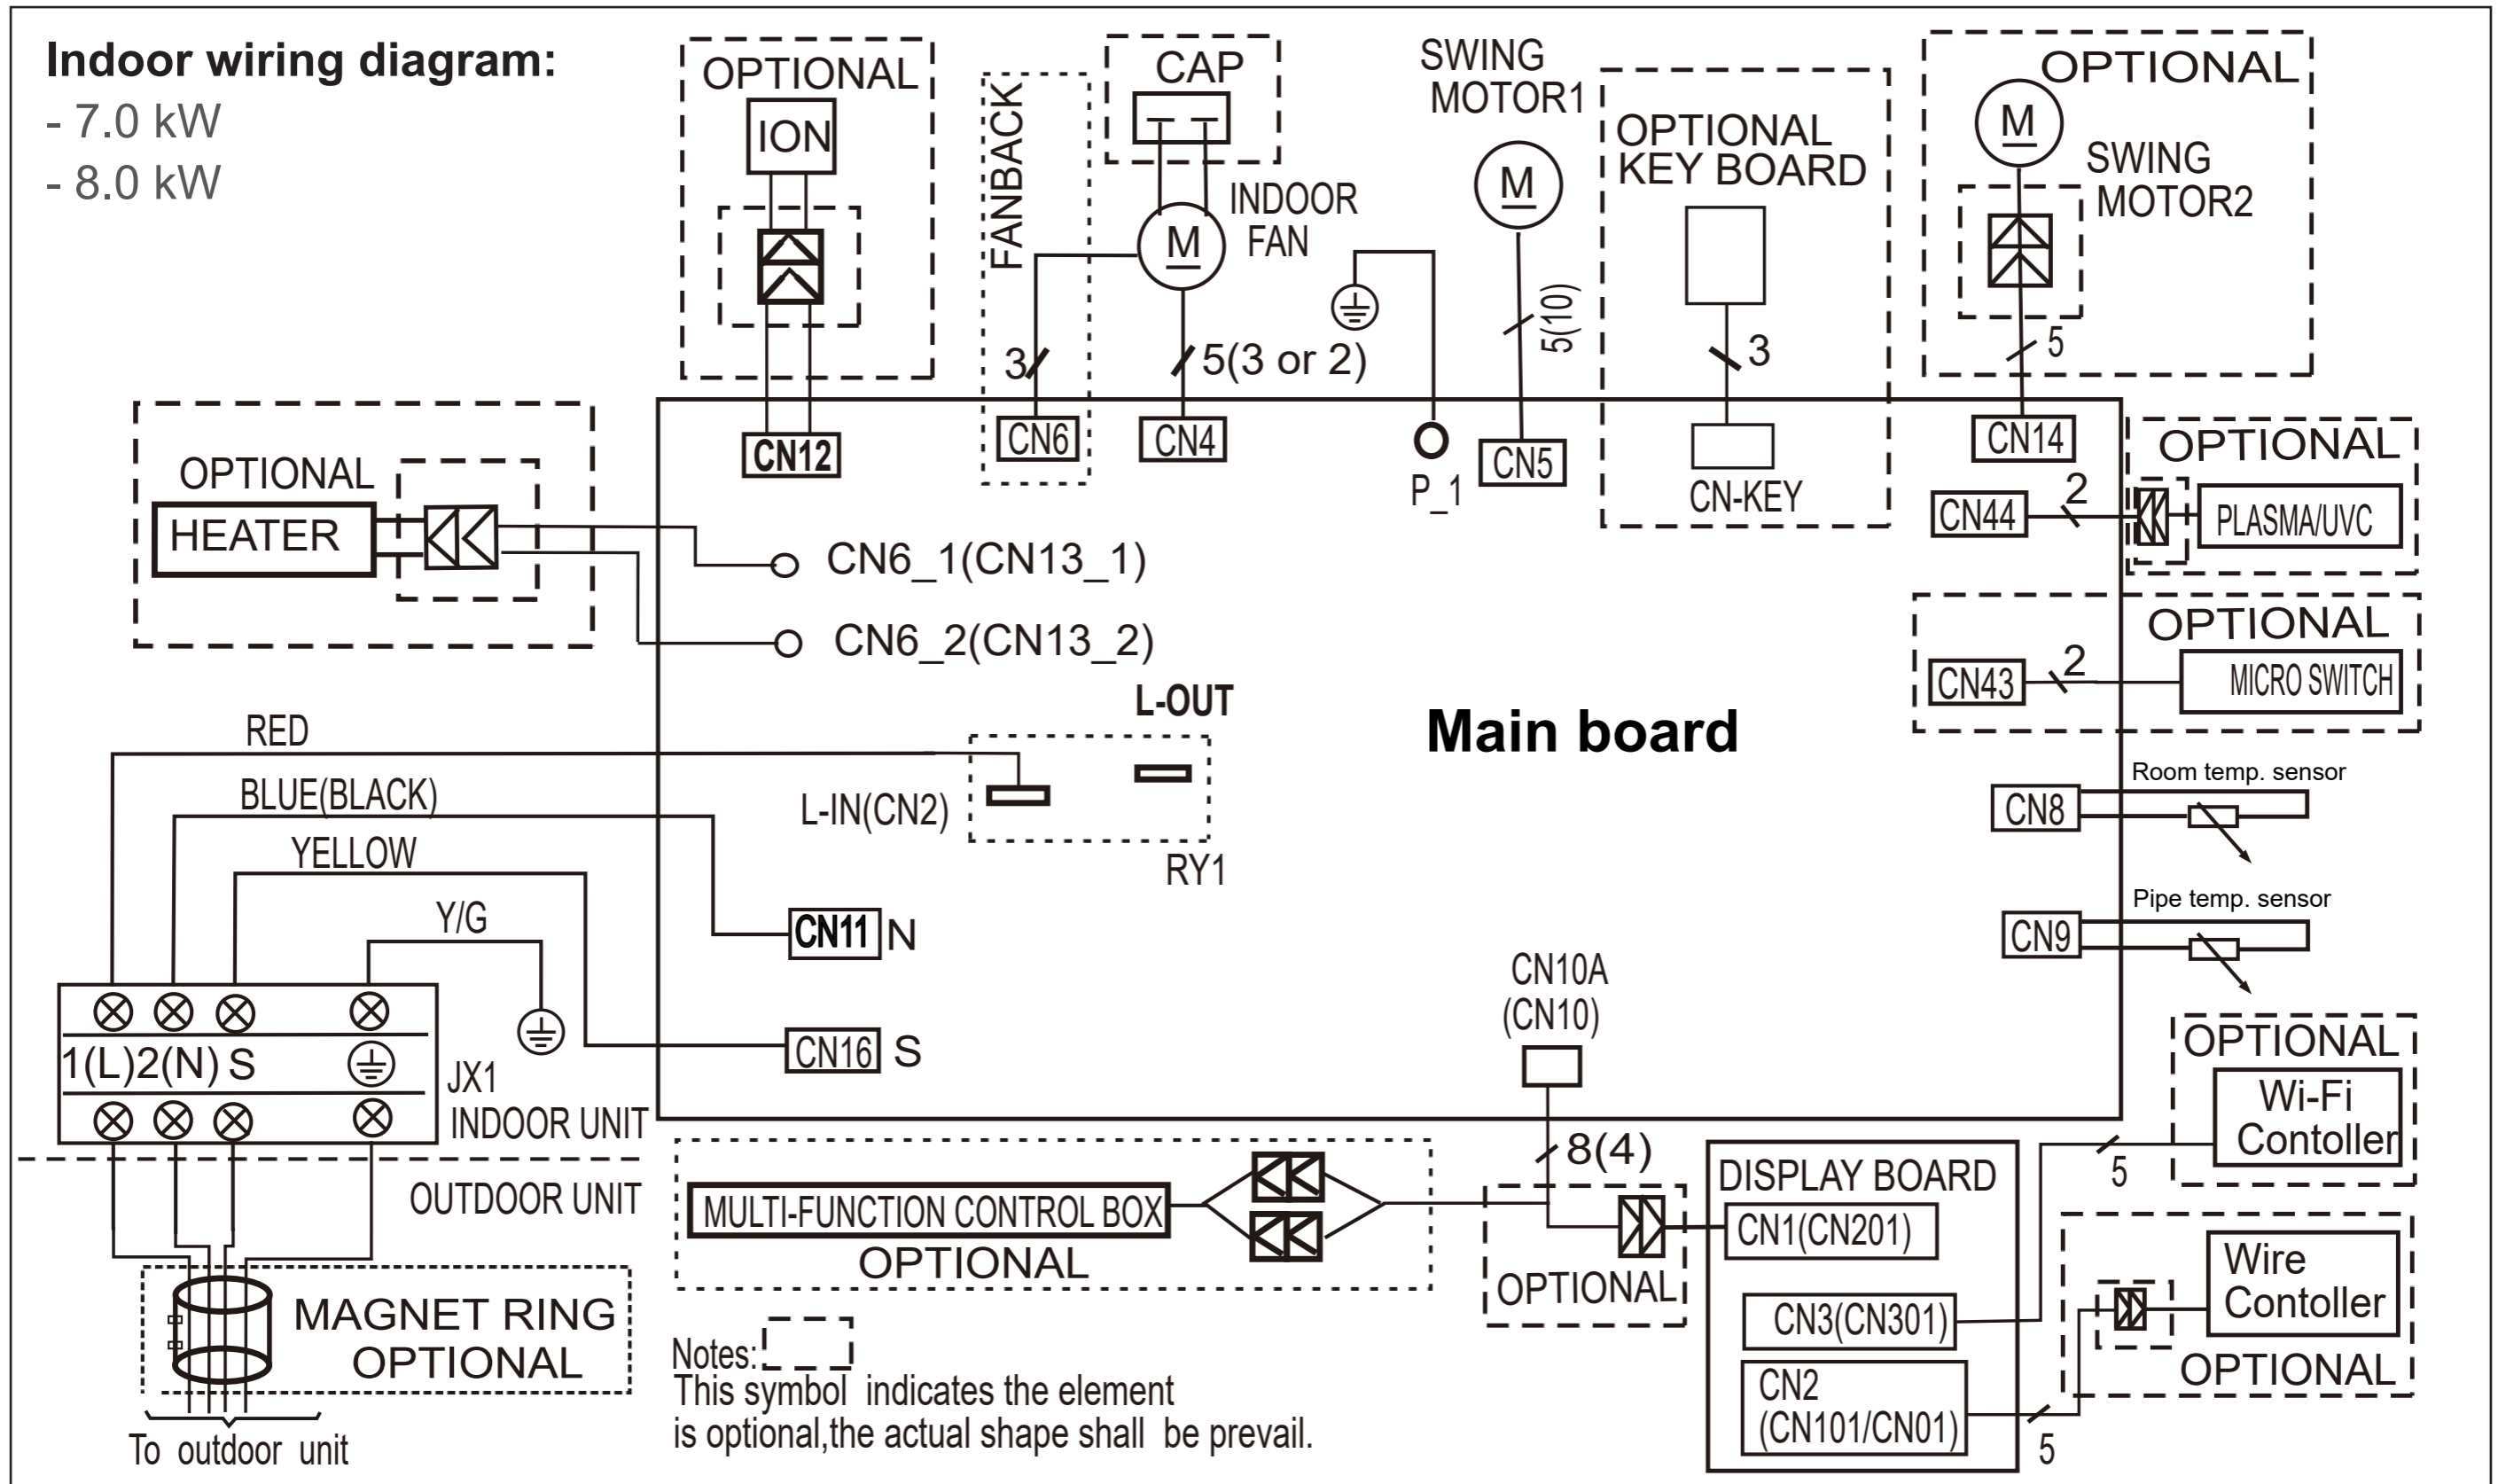 Indoor wiring diagram:
- 7.0 kW
- 8.0 kW
OPTIONAL
ION
CN12
FANBACK
3
CN6
CAP
M
INDOOR
FAN
5(3 or 2)
CN4
P_1
SWING
MOTOR1
M
5(10)
CN5
OPTIONAL
KEY BOARD
3
CN-KEY
OPTIONAL
M
SWING
MOTOR2
5
CN14
OPTIONAL
CN44
2
PLASMA/UVC
OPTIONAL
CN43
2
MICRO SWITCH
OPTIONAL
HEATER
CN6_1(CN13_1)
CN6_2(CN13_2)
L-OUT
L-IN(CN2)
RY1
Main board
Room temp. sensor
CN8
Pipe temp. sensor
CN9
RED
BLUE(BLACK)
YELLOW
Y/G
CN11 N
CN16 S
1(L)2(N) S
JX1
INDOOR UNIT
OUTDOOR UNIT
MAGNET RING
OPTIONAL
To outdoor unit
CN10A
(CN10)
8(4)
MULTI-FUNCTION CONTROL BOX
OPTIONAL
OPTIONAL
DISPLAY BOARD
CN1(CN201)
CN3(CN301)
CN2
(CN101/CN01)
5
OPTIONAL
Wi-Fi
Contoller
5
Wire
Contoller
OPTIONAL
Notes:
This symbol indicates the element
is optional,the actual shape shall be prevail.